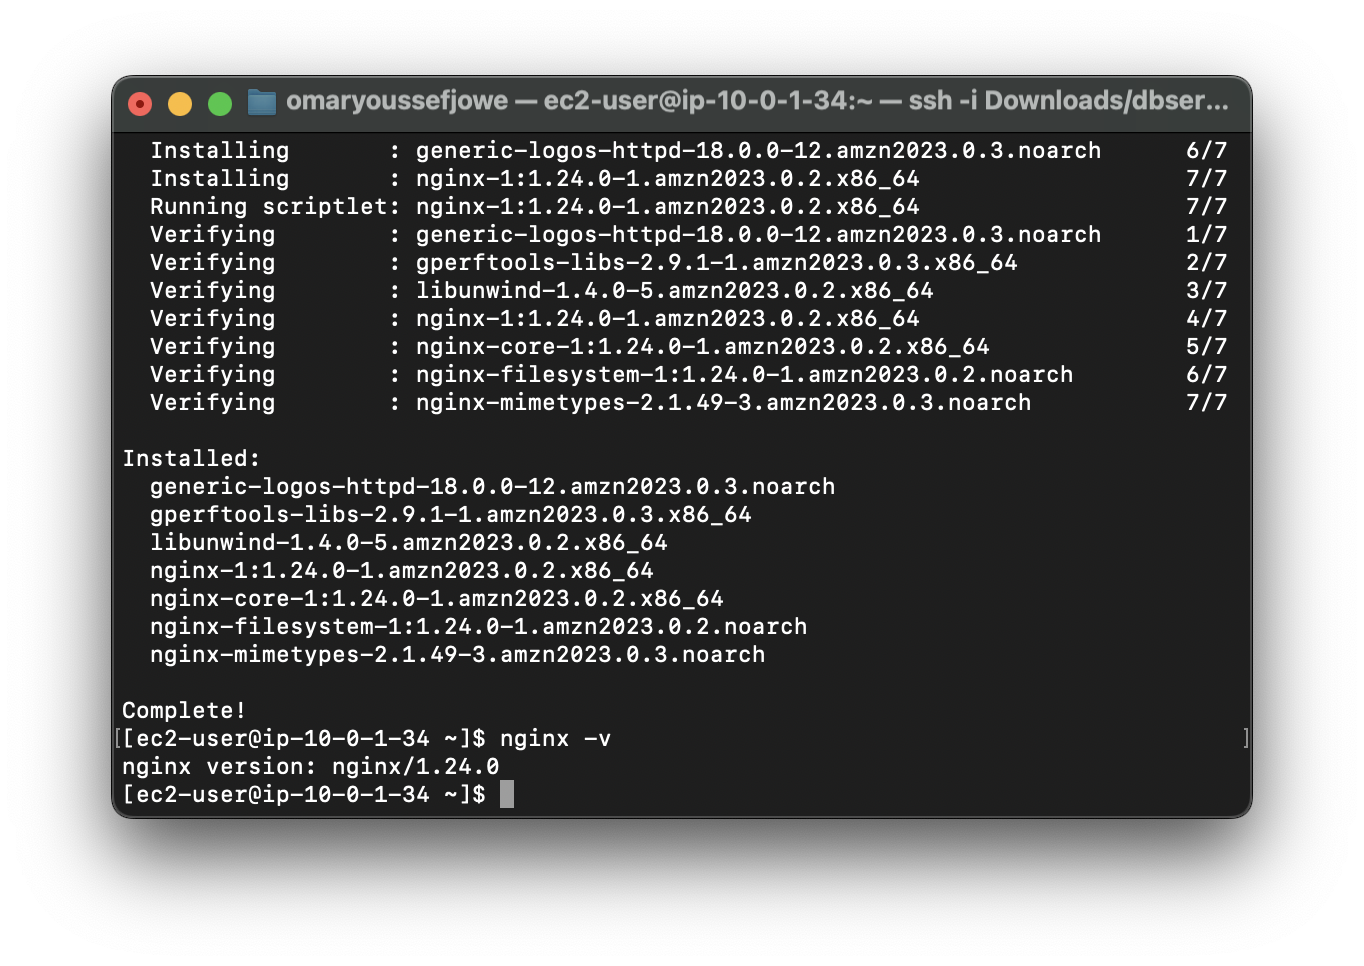 omaryoussefjowe — ec2-user@ip-10-0-1-34:~ — ssh -i Downloads/dbser...
Installing : generic-logos-httpd-18.0.0-12.amzn2023.0.3.noarch 6/7
Installing : nginx-1:1.24.0-1.amzn2023.0.2.x86_64 7/7
Running scriptlet: nginx-1:1.24.0-1.amzn2023.0.2.x86_64 7/7
Verifying : generic-logos-httpd-18.0.0-12.amzn2023.0.3.noarch 1/7
Verifying : gperftools-libs-2.9.1-1.amzn2023.0.3.x86_64 2/7
Verifying : libunwind-1.4.0-5.amzn2023.0.2.x86_64 3/7
Verifying : nginx-1:1.24.0-1.amzn2023.0.2.x86_64 4/7
Verifying : nginx-core-1:1.24.0-1.amzn2023.0.2.x86_64 5/7
Verifying : nginx-filesystem-1:1.24.0-1.amzn2023.0.2.noarch 6/7
Verifying : nginx-mimetypes-2.1.49-3.amzn2023.0.3.noarch 7/7
Installed:
generic-logos-httpd-18.0.0-12.amzn2023.0.3.noarch
gperftools-libs-2.9.1-1.amzn2023.0.3.x86_64
libunwind-1.4.0-5.amzn2023.0.2.x86_64
nginx-1:1.24.0-1.amzn2023.0.2.x86_64
nginx-core-1:1.24.0-1.amzn2023.0.2.x86_64
nginx-filesystem-1:1.24.0-1.amzn2023.0.2.noarch
nginx-mimetypes-2.1.49-3.amzn2023.0.3.noarch
Complete!
[[ec2-user@ip-10-0-1-34 ~]$ nginx -v ]
nginx version: nginx/1.24.0
[ec2-user@ip-10-0-1-34 ~]$